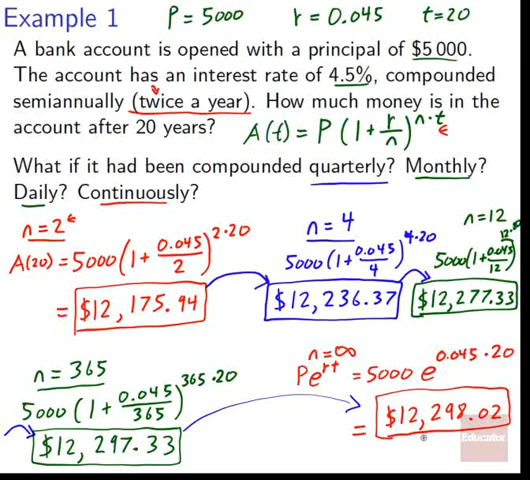 Example 1 P = 5000 r = 0.045 t = 20
A bank account is opened with a principal of $5 000.
The account has an interest rate of 4.5%, compounded
semiannually (twice a year). How much money is in the
account after 20 years? A(t) = P(1+r/n)^n·t
What if it had been compounded quarterly? Monthly?
Daily? Continuously?
n = 2
A(20) = 5000(1+0.045/2)^2·20
= $12,175.94
n = 4
5000(1+0.045/4)^4·20
$12,236.37
n = 12
5000(1+0.045/12)^12·20
$12,277.33
n = 365
5000(1+0.045/365)^365·20
$12,297.33
n = ∞
Pe^rt = 5000 e^0.045·20
= $12,298.02
Educator